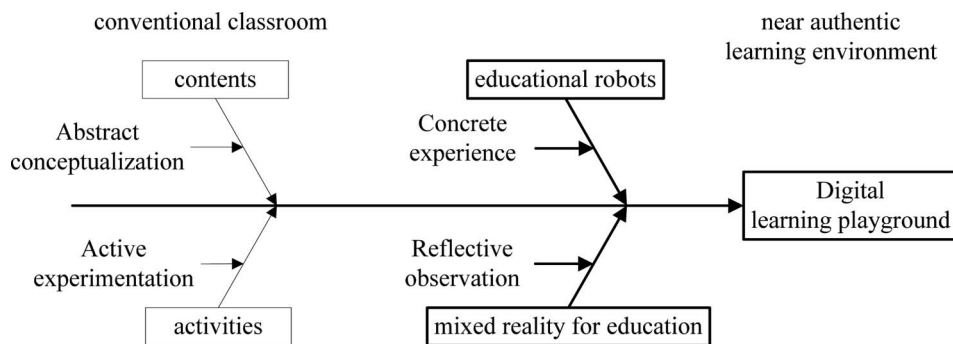 conventional classroom
near authentic
learning environment
contents
educational robots
Abstract
conceptualization
Concrete
experience
Digital
learning playground
Active
experimentation
Reflective
observation
activities
mixed reality for education